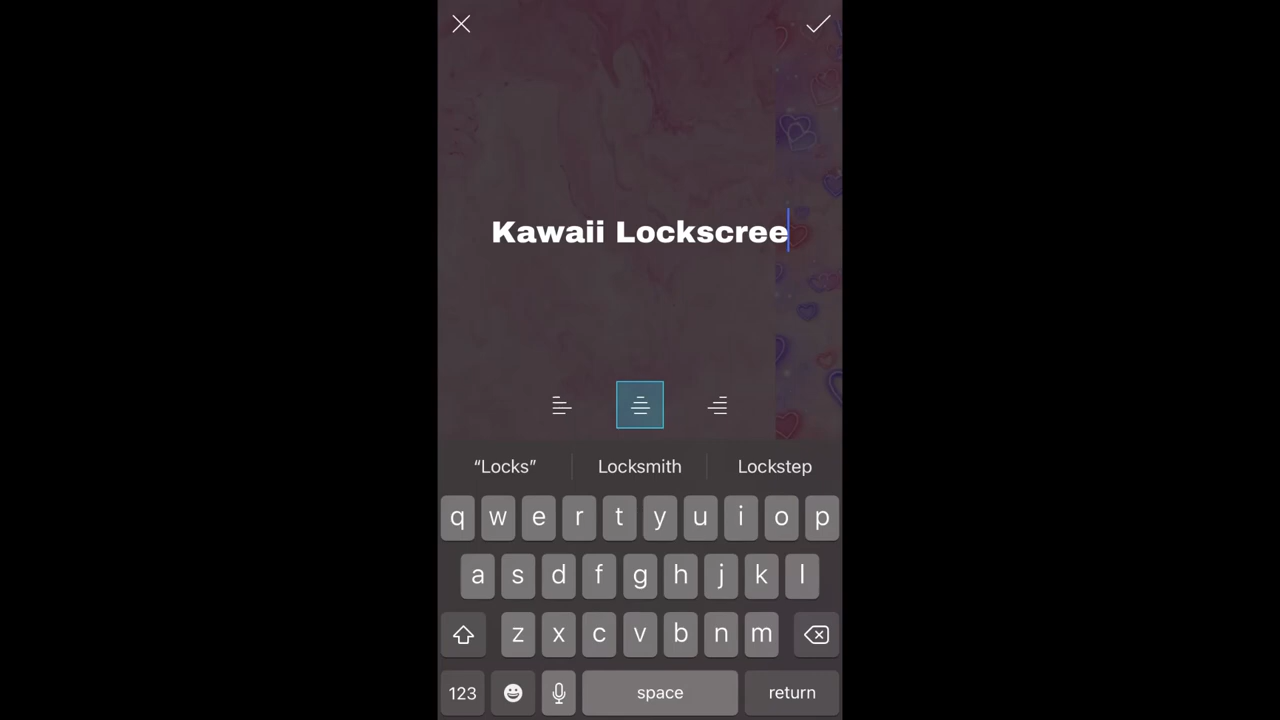 Kawaii Lockscree
“Locks” Locksmith Lockstep
q w e r t y u i o p
a s d f g h j k l
z x c v b n m
123 space return